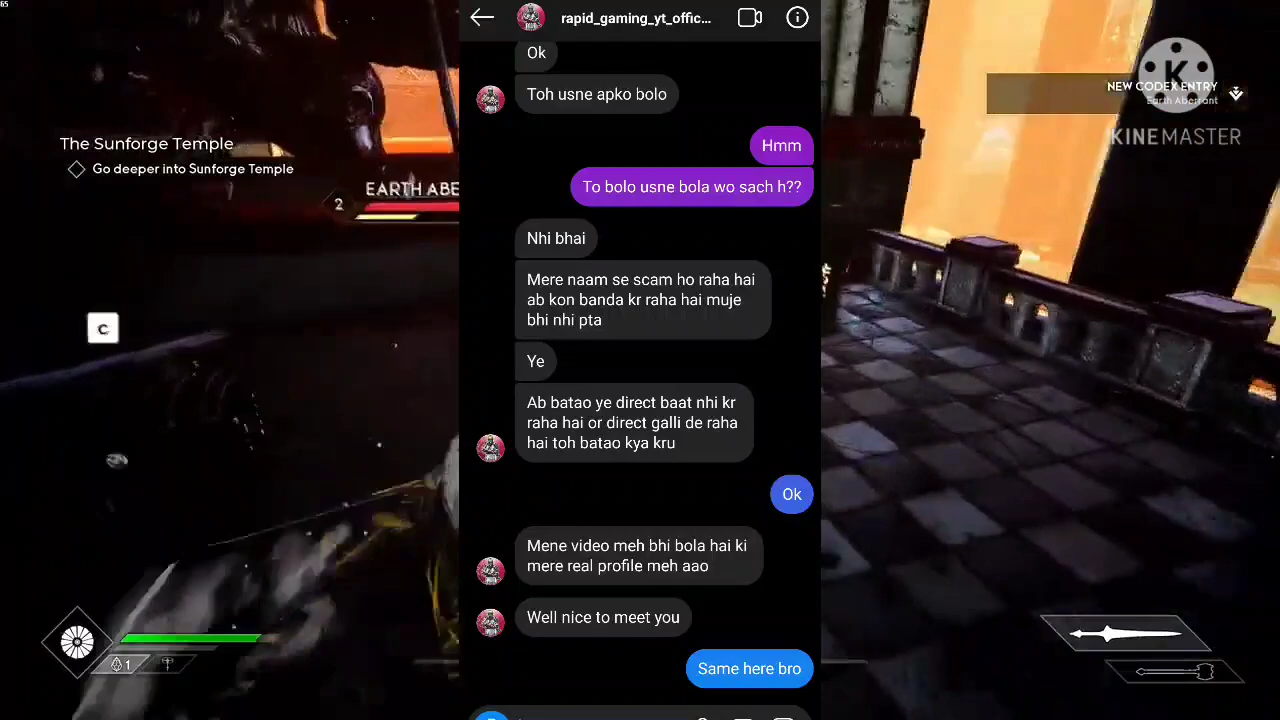 65
The Sunforge Temple
Go deeper into Sunforge Temple
2
EARTH ABE
C
1
rapid_gaming_yt_offic...
Ok
Toh usne apko bolo
Hmm
To bolo usne bola wo sach h??
Nhi bhai
Mere naam se scam ho raha hai
ab kon banda kr raha hai muje
bhi nhi pta
Ye
Ab batao ye direct baat nhi kr
raha hai or direct galli de raha
hai toh batao kya kru
Ok
Mene video meh bhi bola hai ki
mere real profile meh aao
Well nice to meet you
Same here bro
NEW CODEX ENTRY
Earth Aberrant
K
KINEMASTER